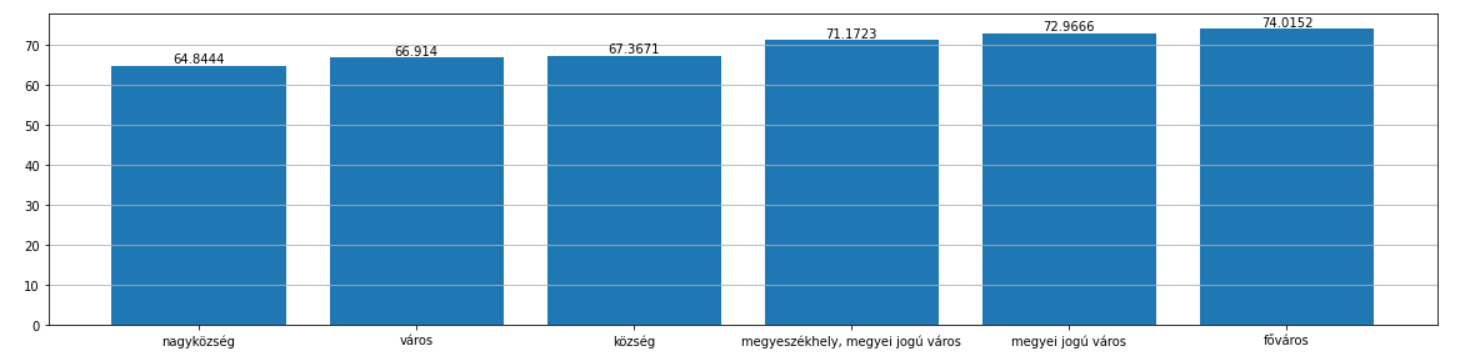 70
60
50
40
30
20
10
0
64.8444
66.914
67.3671
71.1723
72.9666
74.0152
nagyközség
város
község
megyeszékhely, megyei jogú város
megyei jogú város
főváros